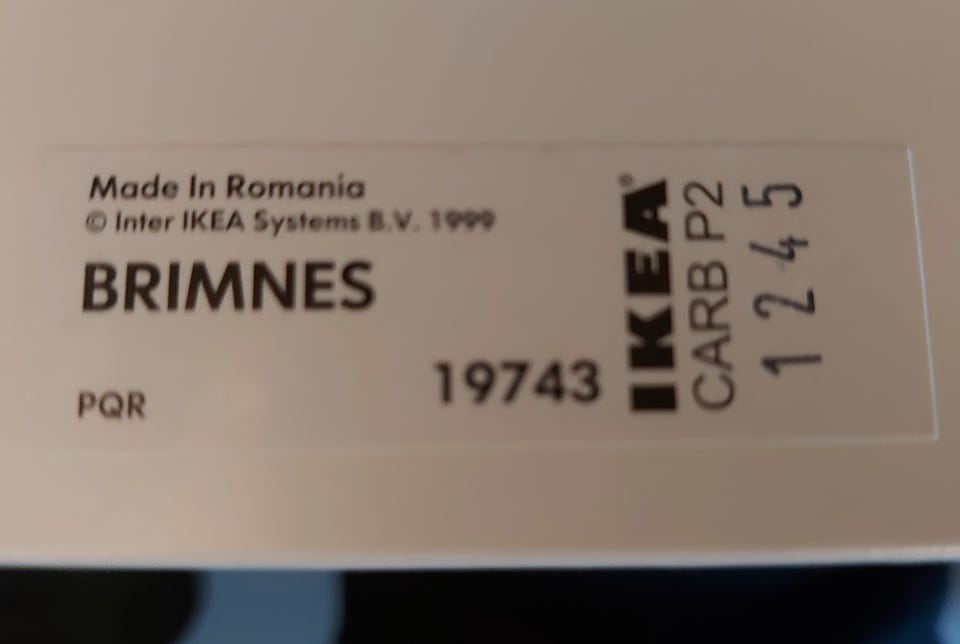 Made In Romania
© Inter IKEA Systems B.V. 1999
BRIMNES
PQR
19743
IKEA®
CARB P2
1245